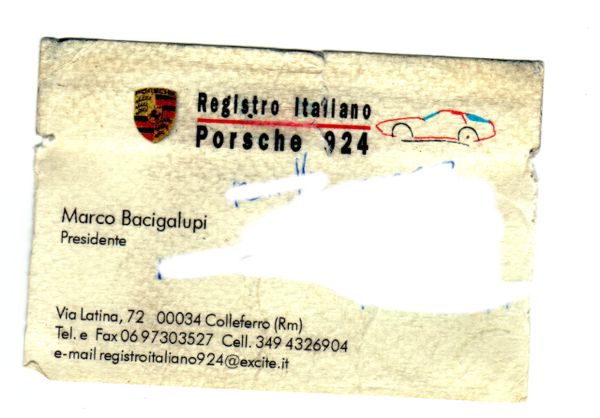 Registro Italiano
Porsche 924
Marco Bacigalupi
Presidente
Via Latina, 72 00034 Colleferro (Rm)
Tel. e Fax 06 97303527 Cell. 349 4326904
e-mail registroitaliano924@excite.it